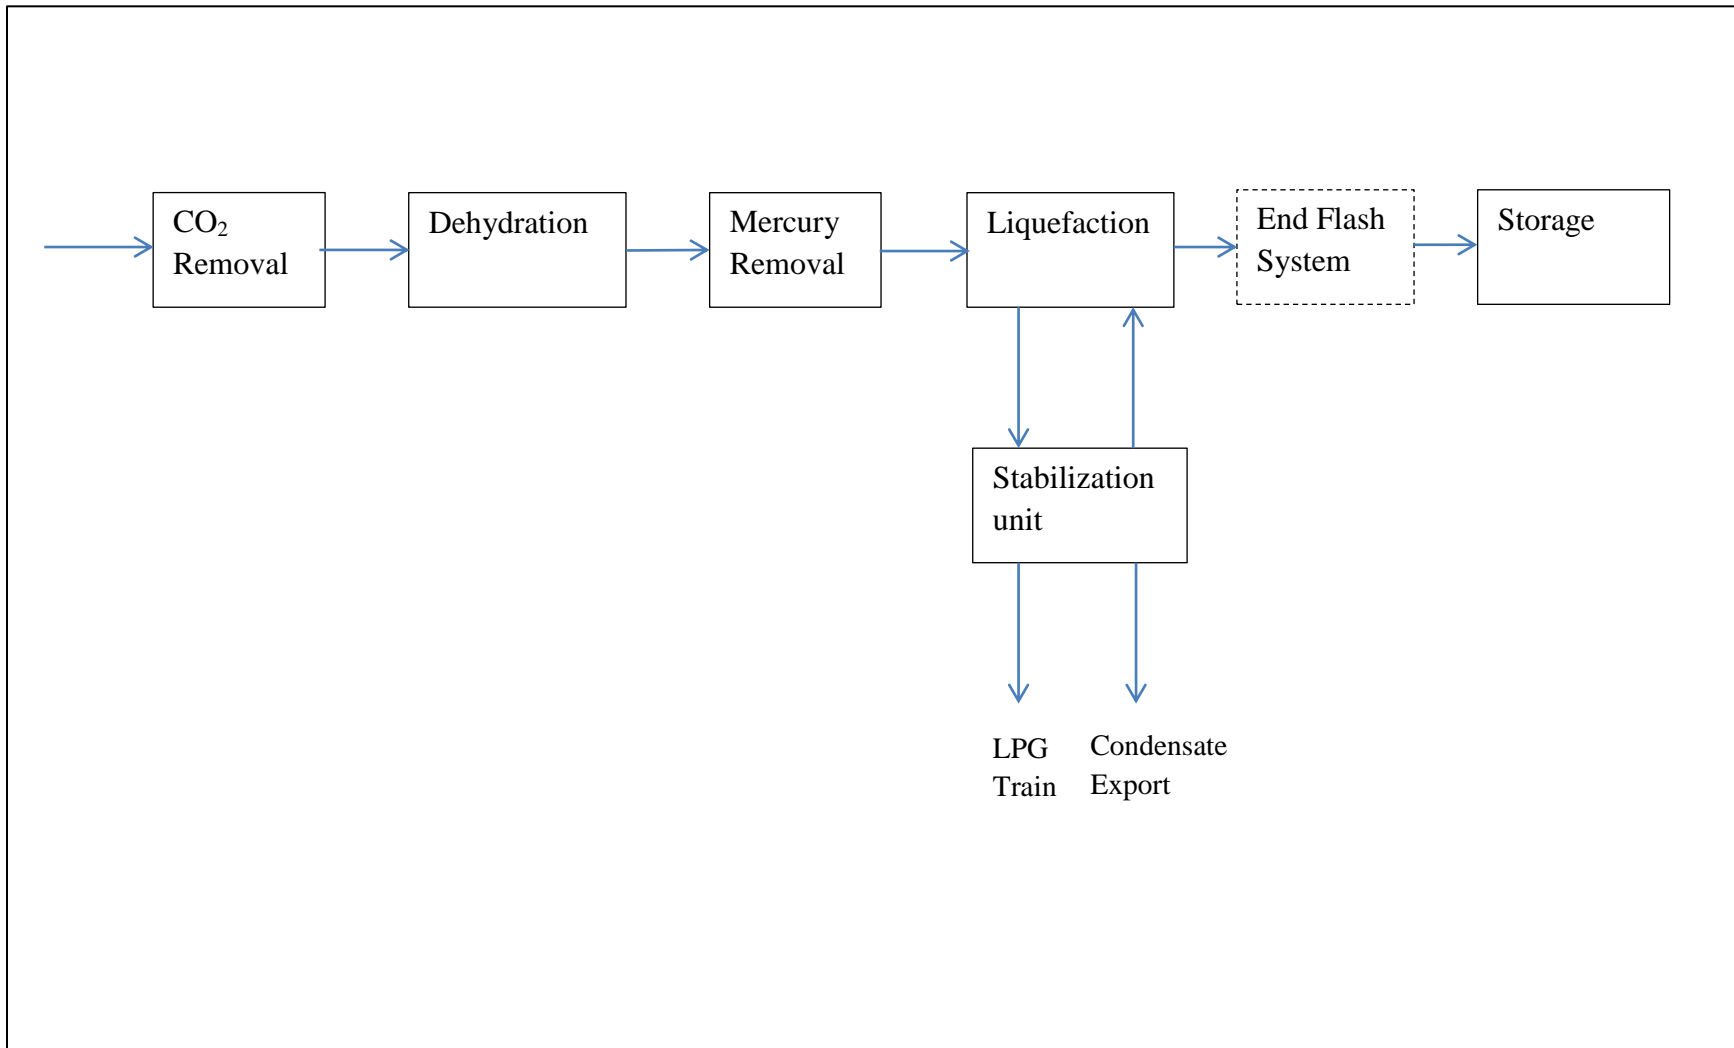 CO₂
Removal
Dehydration
Mercury
Removal
Liquefaction
End Flash
System
Storage
Stabilization
unit
LPG
Train
Condensate
Export